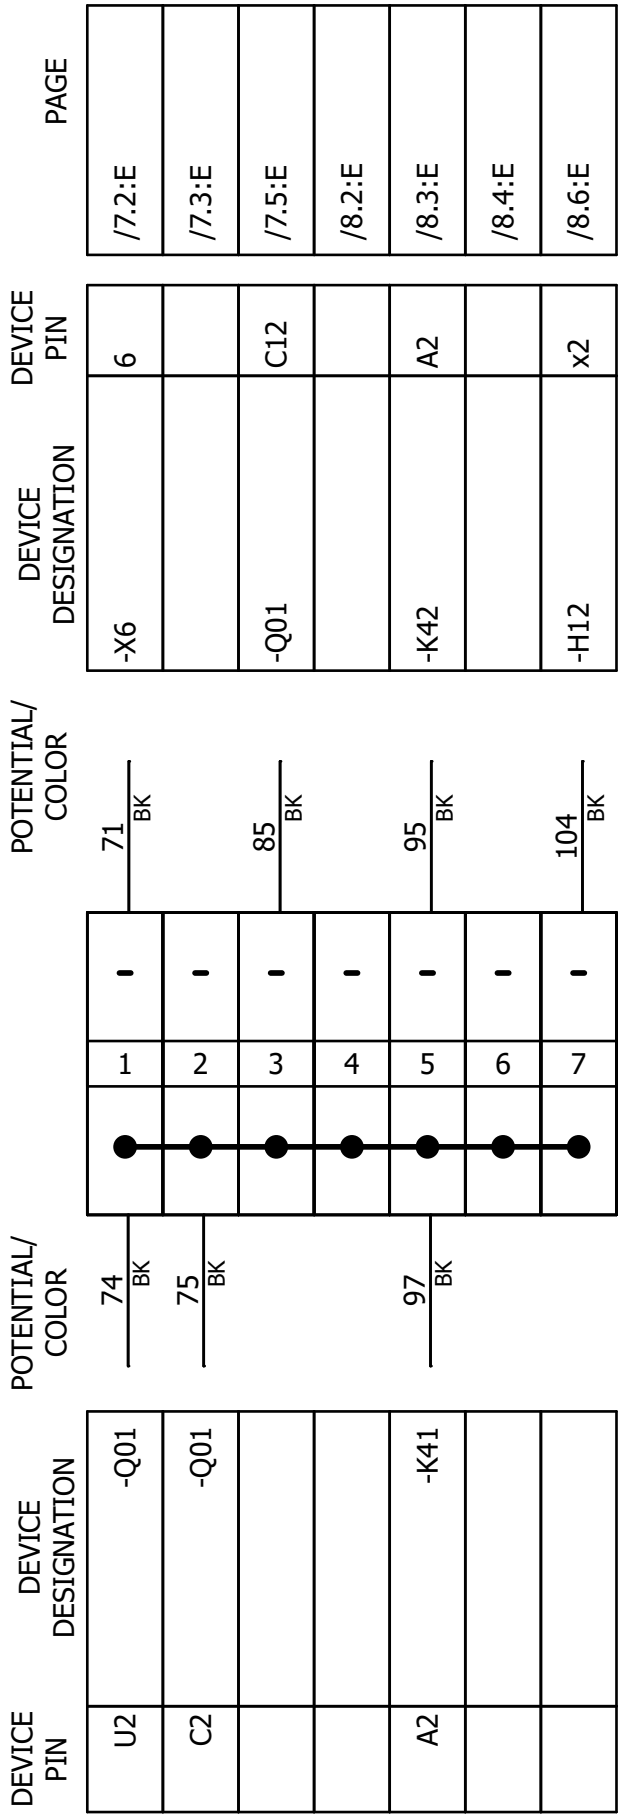 DEVICE
PIN
DEVICE
DESIGNATION
POTENTIAL/
COLOR
POTENTIAL/
COLOR
DEVICE
DESIGNATION
DEVICE
PIN
PAGE
U2 -Q01 74 BK 1 - 71 BK -X6 6 /7.2:E
C2 -Q01 75 BK 2 - /7.3:E
3 - 85 BK -Q01 C12 /7.5:E
4 - /8.2:E
A2 -K41 97 BK 5 - 95 BK -K42 A2 /8.3:E
6 - /8.4:E
7 - 104 BK -H12 x2 /8.6:E